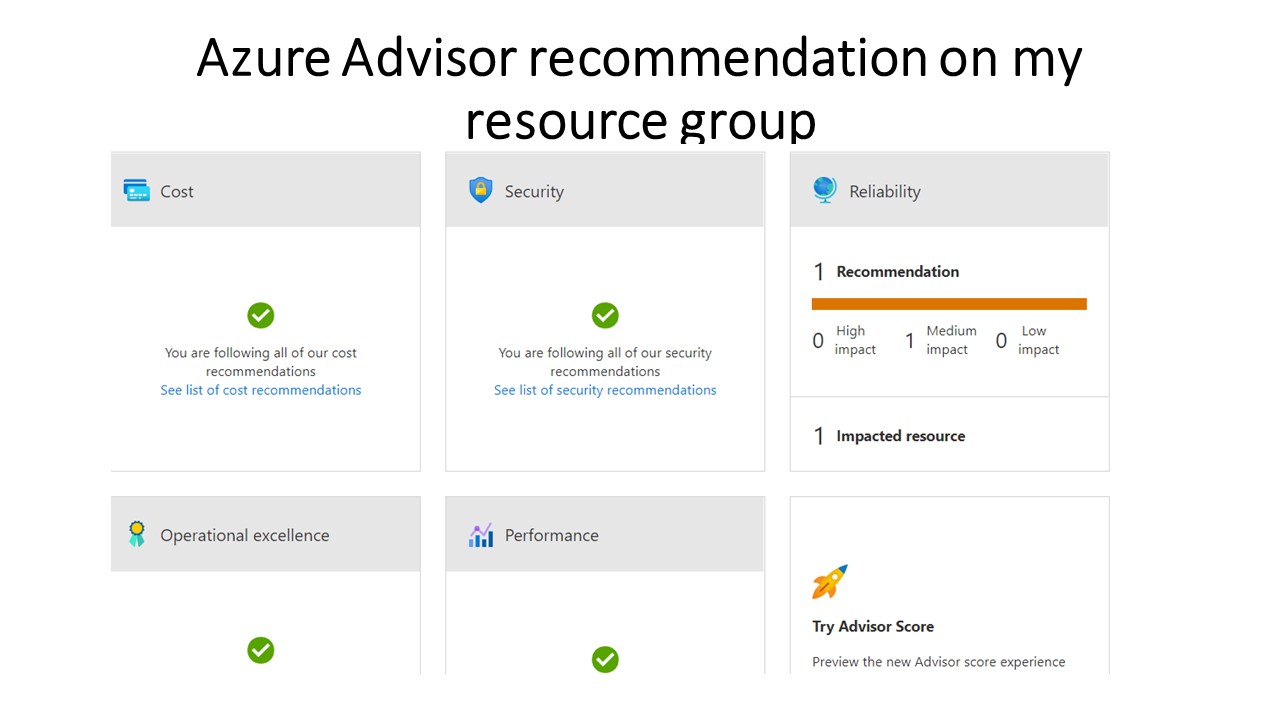 Azure Advisor recommendation on my
resource group
Cost
You are following all of our cost
recommendations
See list of cost recommendations
Security
You are following all of our security
recommendations
See list of security recommendations
Reliability
1 Recommendation
0 High impact
1 Medium impact
0 Low impact
1 Impacted resource
Operational excellence
Performance
Try Advisor Score
Preview the new Advisor score experience